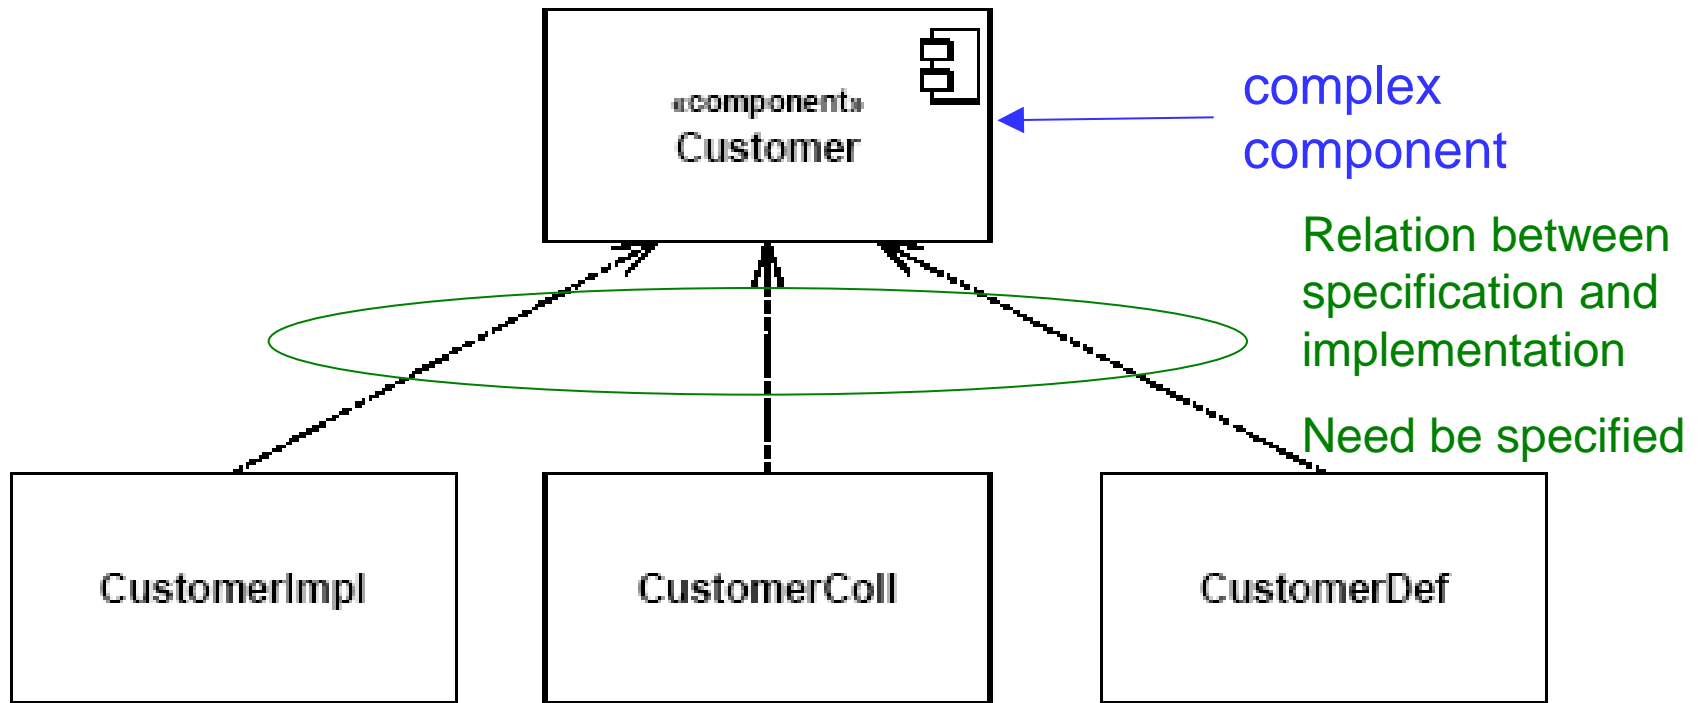 «component»
Customer
complex
component
Relation between
specification and
implementation
Need be specified
CustomerImpl
CustomerColl
CustomerDef